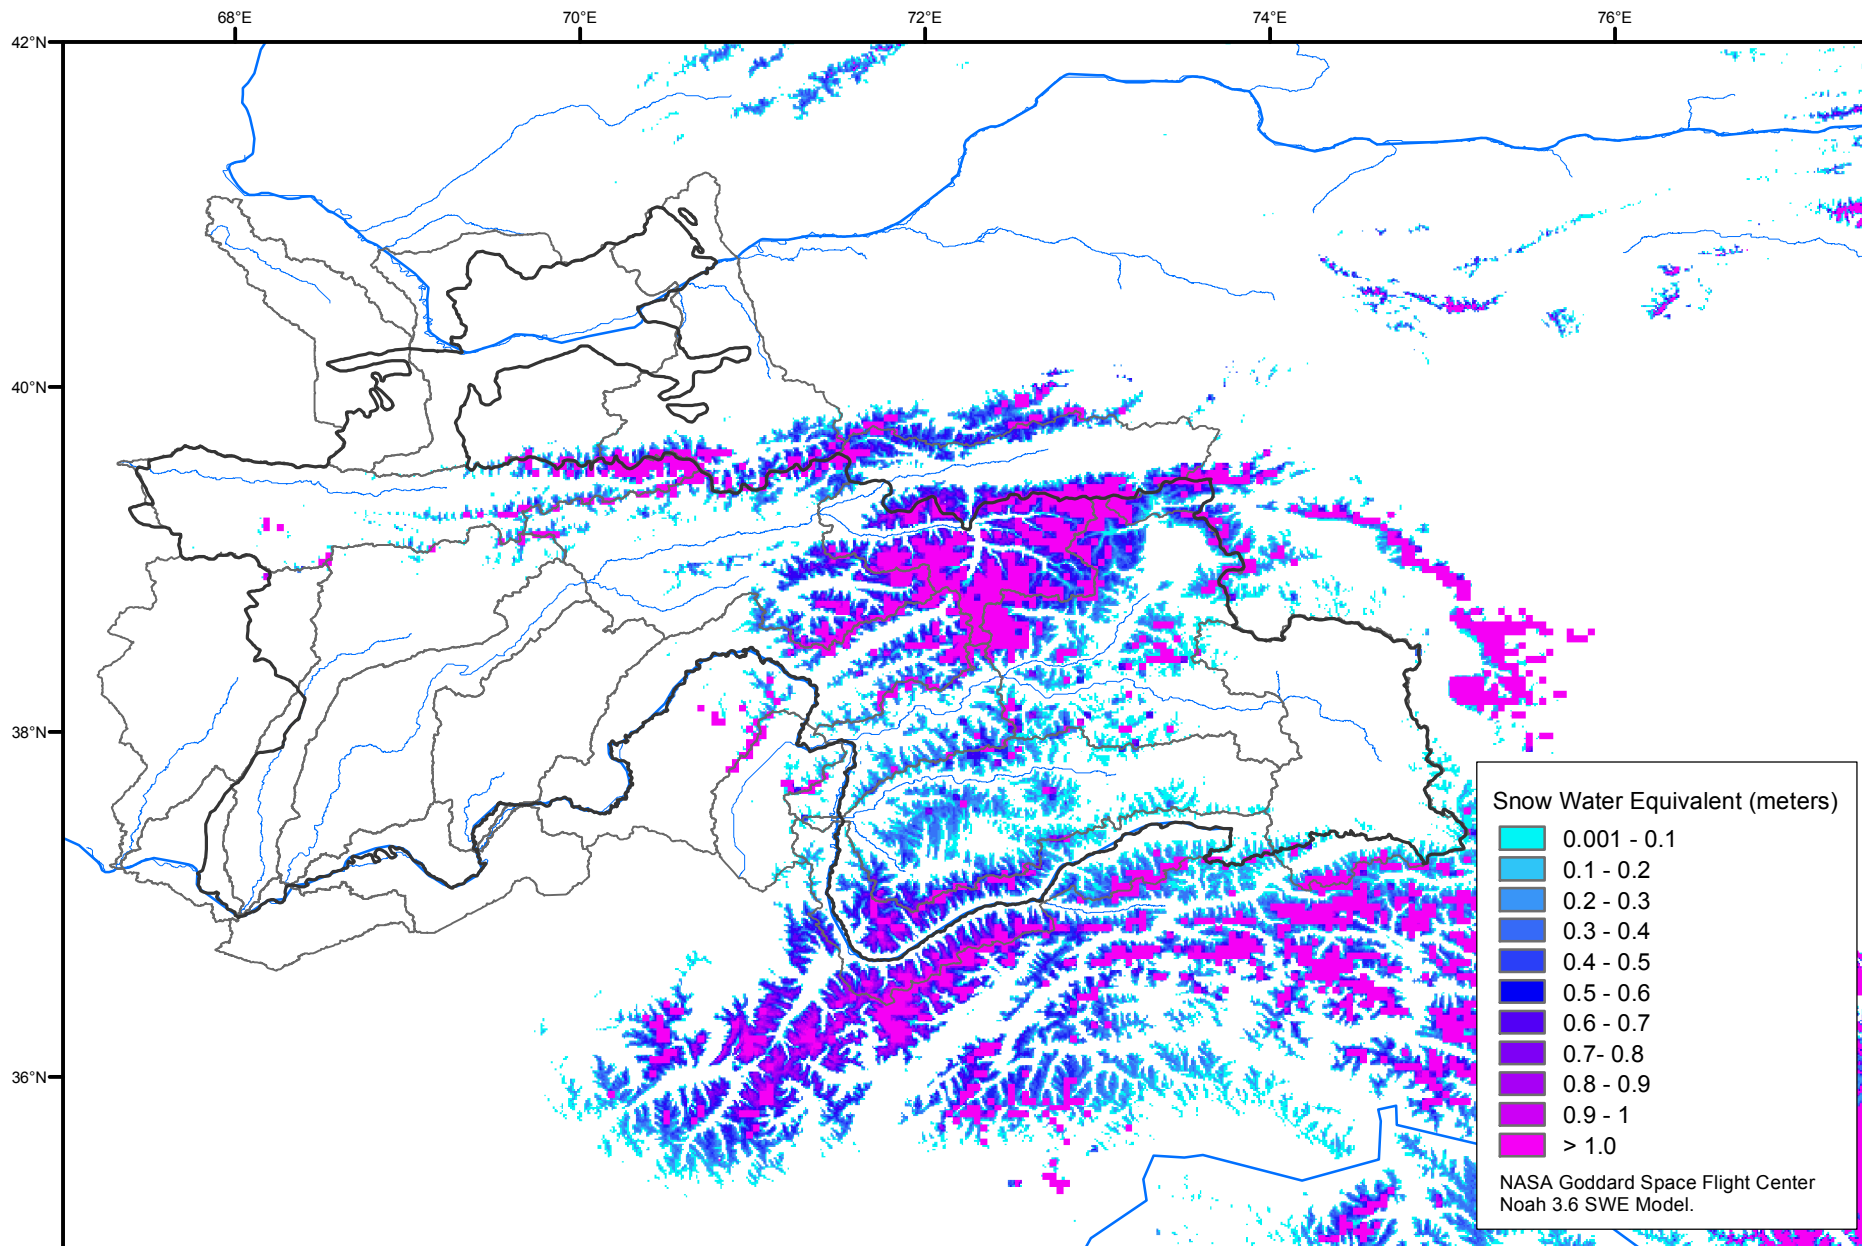 68°E
70°E
72°E
74°E
76°E
42°N
40°N
38°N
36°N
Snow Water Equivalent (meters)
0.001 - 0.1
0.1 - 0.2
0.2 - 0.3
0.3 - 0.4
0.4 - 0.5
0.5 - 0.6
0.6 - 0.7
0.7- 0.8
0.8 - 0.9
0.9 - 1
> 1.0
NASA Goddard Space Flight Center
Noah 3.6 SWE Model.